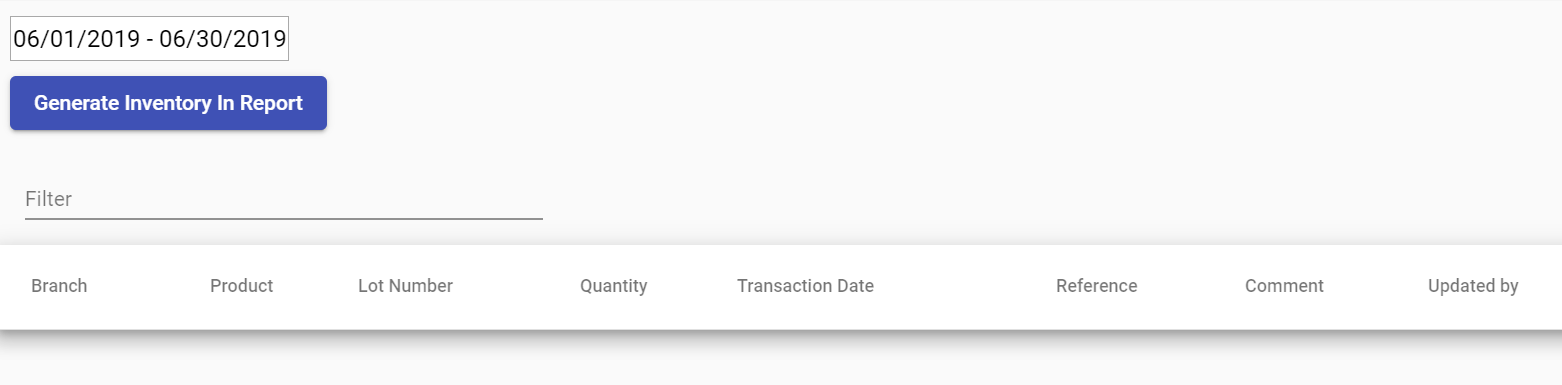 06/01/2019 - 06/30/2019
Generate Inventory In Report
Filter
Branch Product Lot Number Quantity Transaction Date Reference Comment Updated by